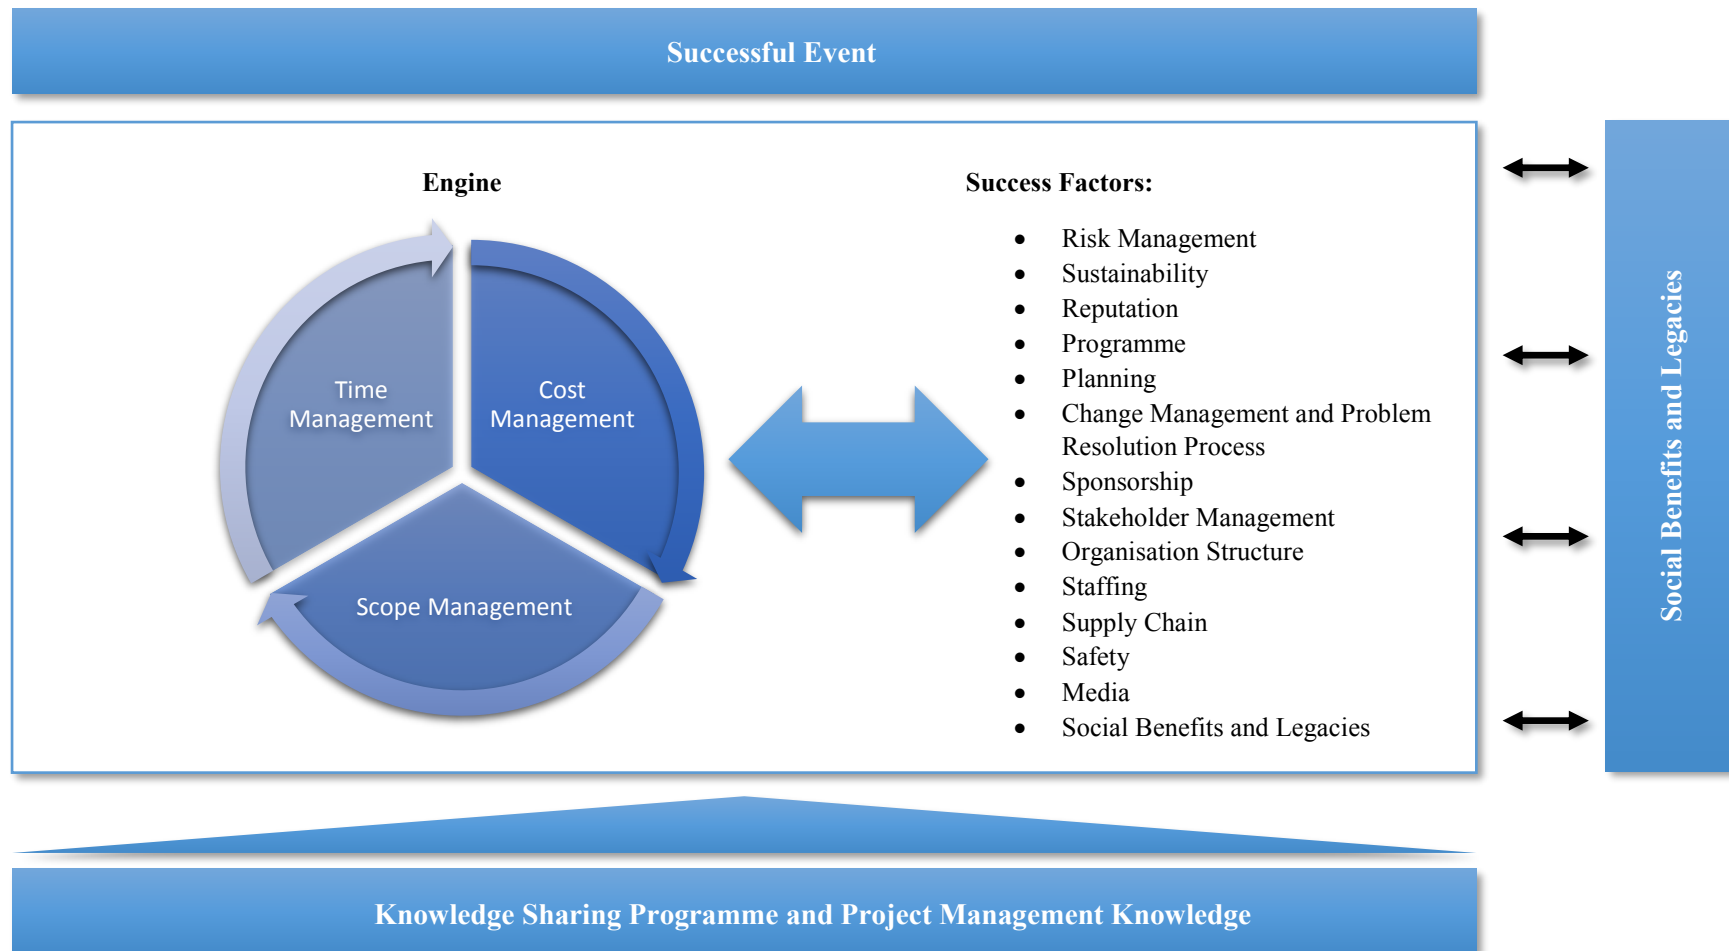 Successful Event
Engine
Time
Management
Cost
Management
Scope Management
Success Factors:
• Risk Management
• Sustainability
• Reputation
• Programme
• Planning
• Change Management and Problem
Resolution Process
• Sponsorship
• Stakeholder Management
• Organisation Structure
• Staffing
• Supply Chain
• Safety
• Media
• Social Benefits and Legacies
Social Benefits and Legacies
Knowledge Sharing Programme and Project Management Knowledge